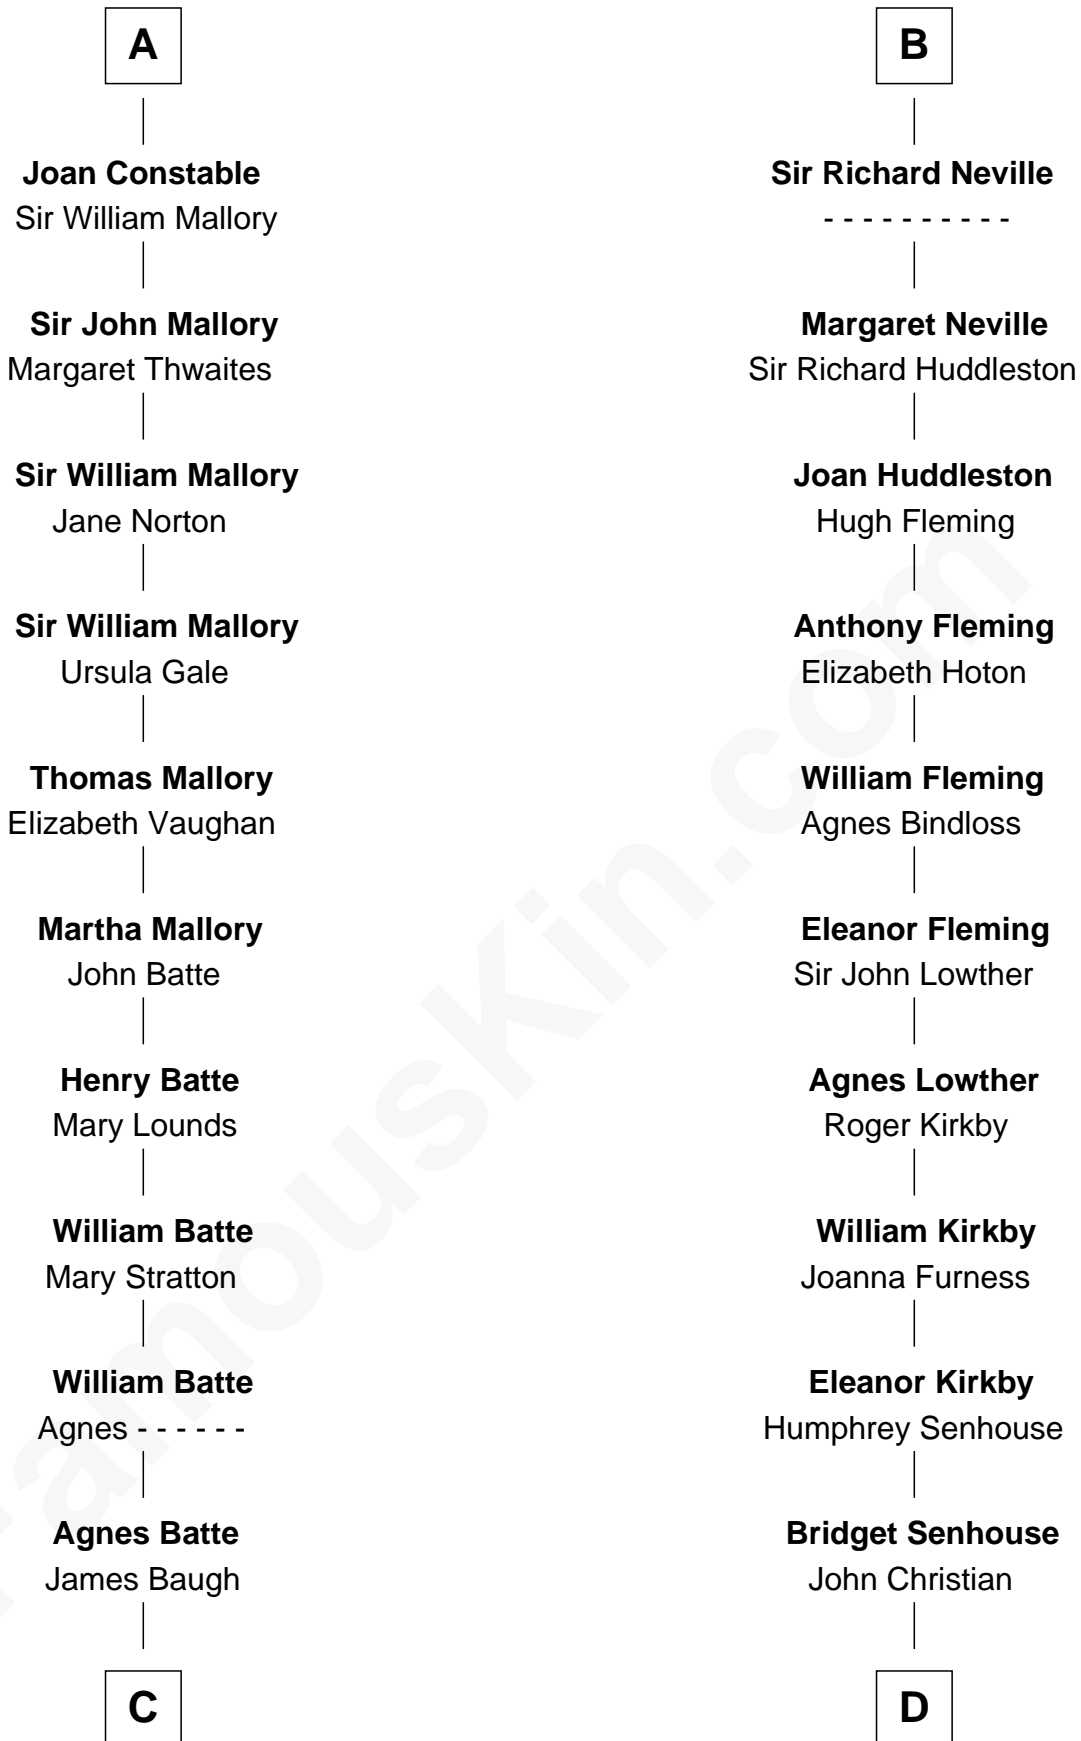 A
Joan Constable
Sir William Mallory
Sir John Mallory
Margaret Thwaites
Sir William Mallory
Jane Norton
Sir William Mallory
Ursula Gale
Thomas Mallory
Elizabeth Vaughan
Martha Mallory
John Batte
Henry Batte
Mary Lounds
William Batte
Mary Stratton
William Batte
Agnes - - - - - -
Agnes Batte
James Baugh
C
B
Sir Richard Neville
- - - - - - - - - -
Margaret Neville
Sir Richard Huddleston
Joan Huddleston
Hugh Fleming
Anthony Fleming
Elizabeth Hoton
William Fleming
Agnes Bindloss
Eleanor Fleming
Sir John Lowther
Agnes Lowther
Roger Kirkby
William Kirkby
Joanna Furness
Eleanor Kirkby
Humphrey Senhouse
Bridget Senhouse
John Christian
D
FamousKin.com